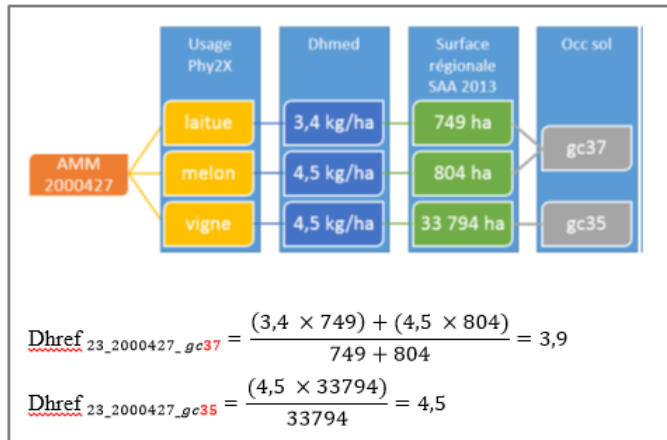 Usage Phy2X Dhmed Surface régionale SAA 2013 Occ sol
laitue 3,4 kg/ha 749 ha
gc37
AMM 2000427
melon 4,5 kg/ha 804 ha
vigne 4,5 kg/ha 33 794 ha gc35
Dhref 23_2000427_gc37 = (3,4 × 749) + (4,5 × 804) / 749 + 804 = 3,9
Dhref 23_2000427_gc35 = (4,5 × 33794) / 33794 = 4,5